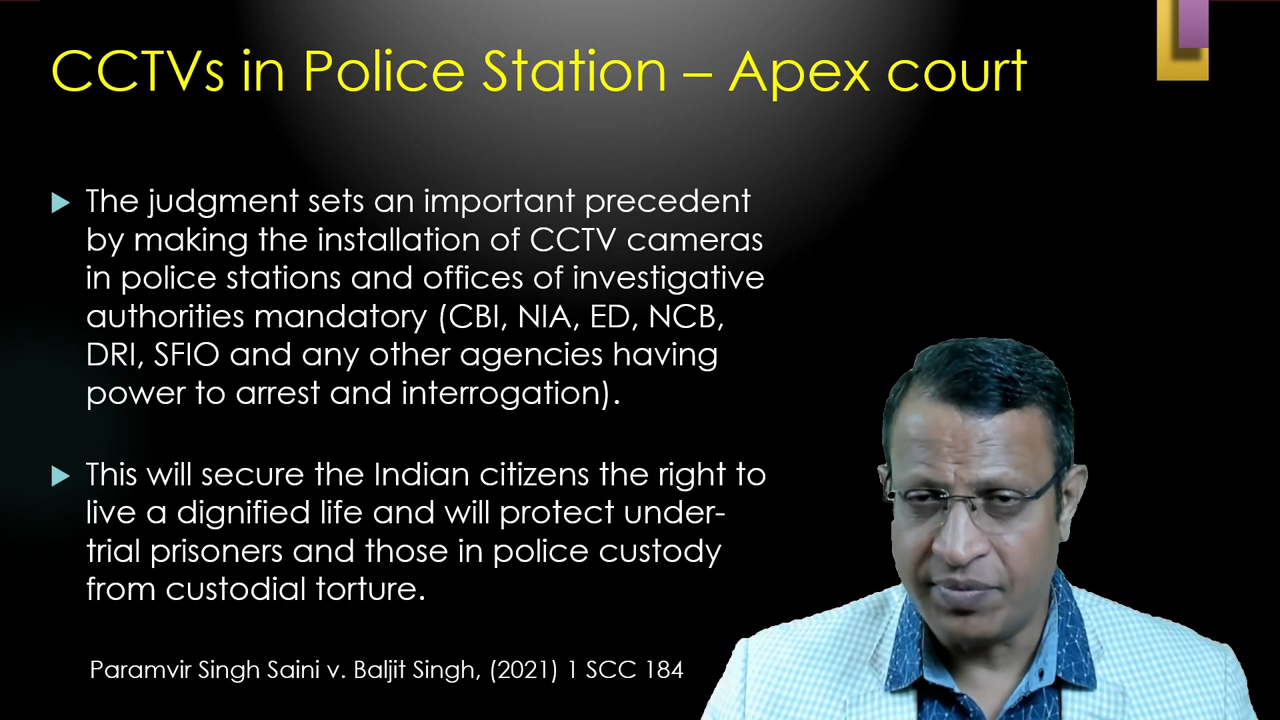 CCTVs in Police Station – Apex court
The judgment sets an important precedent
by making the installation of CCTV cameras
in police stations and offices of investigative
authorities mandatory (CBI, NIA, ED, NCB,
DRI, SFIO and any other agencies having
power to arrest and interrogation).
This will secure the Indian citizens the right to
live a dignified life and will protect under-
trial prisoners and those in police custody
from custodial torture.
Paramvir Singh Saini v. Baljit Singh, (2021) 1 SCC 184